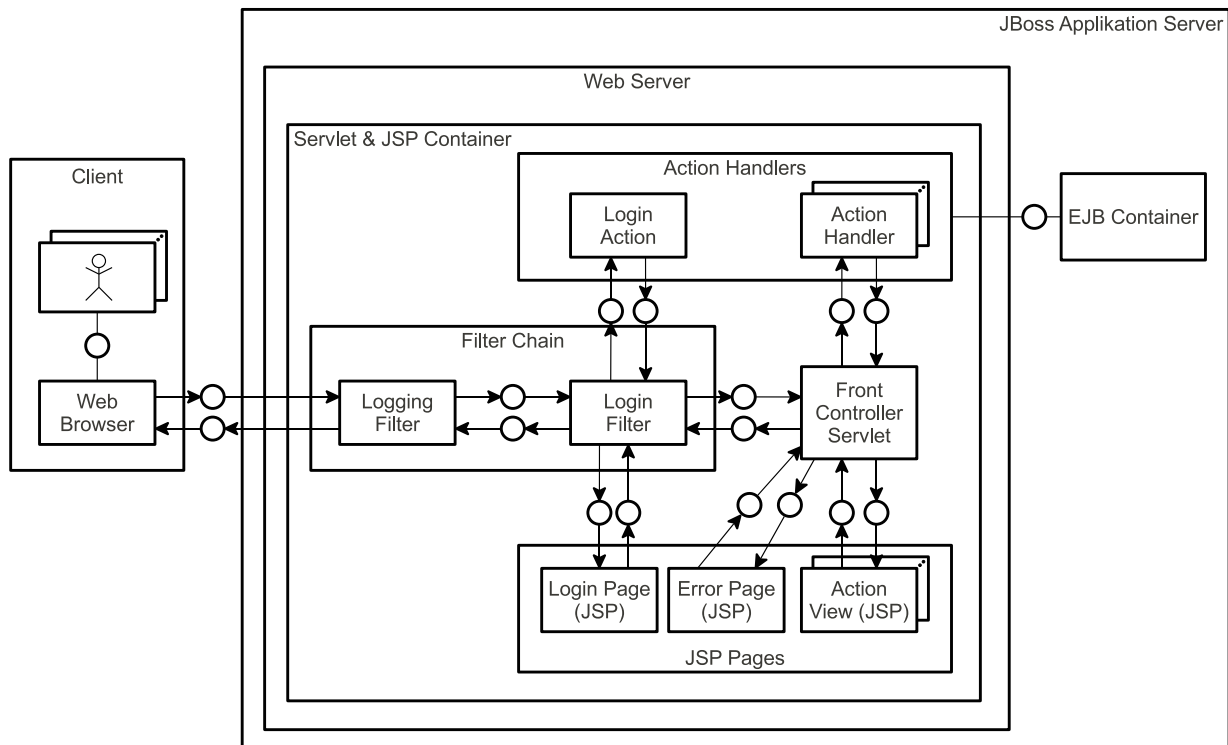 JBoss Applikation Server
Web Server
Servlet & JSP Container
Action Handlers
Client
Login
Action
Action
Handler
EJB Container
Filter Chain
Web
Browser
Logging
Filter
Login
Filter
Front
Controller
Servlet
Login Page
(JSP)
Error Page
(JSP)
Action
View (JSP)
JSP Pages